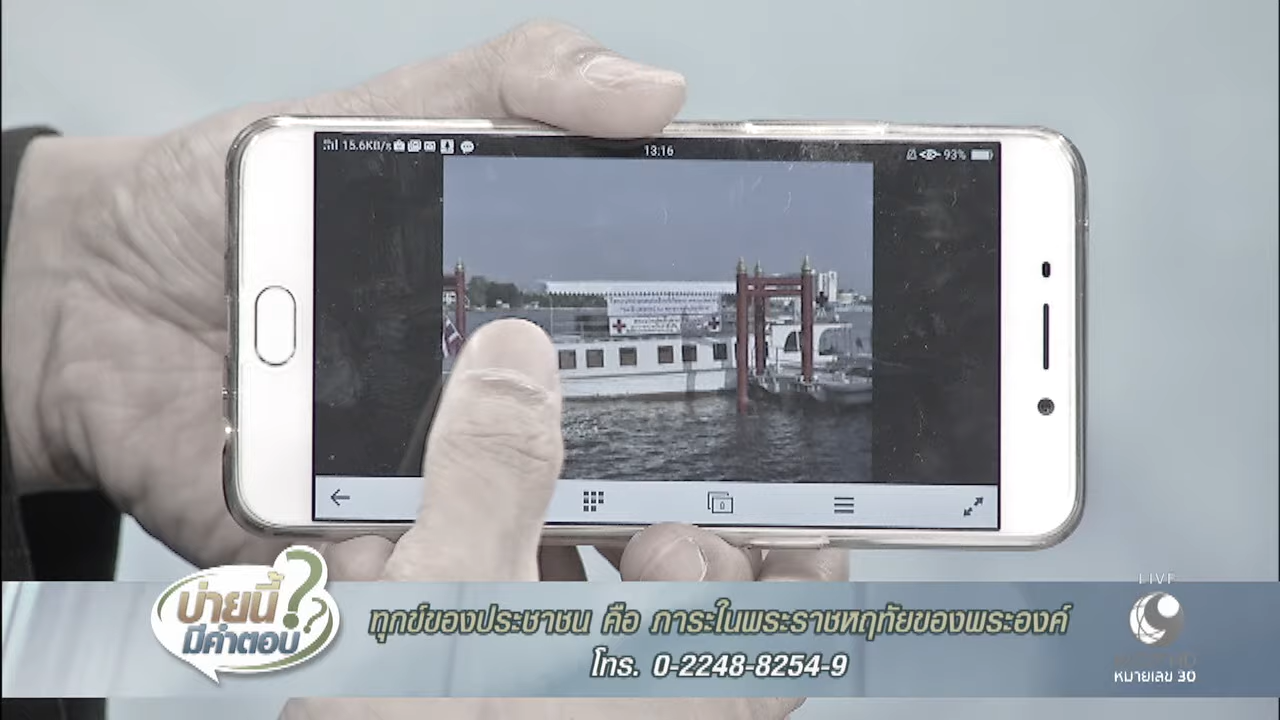 15.6KB/s
13:16
93%
0
บ่ายนี้
มีคำตอบ
??
ทุกข์ของประชาชน คือ ภาระในพระราชหฤทัยของพระองค์
โทร. 0-2248-8254-9
LIVE
HD
หมายเลข 30